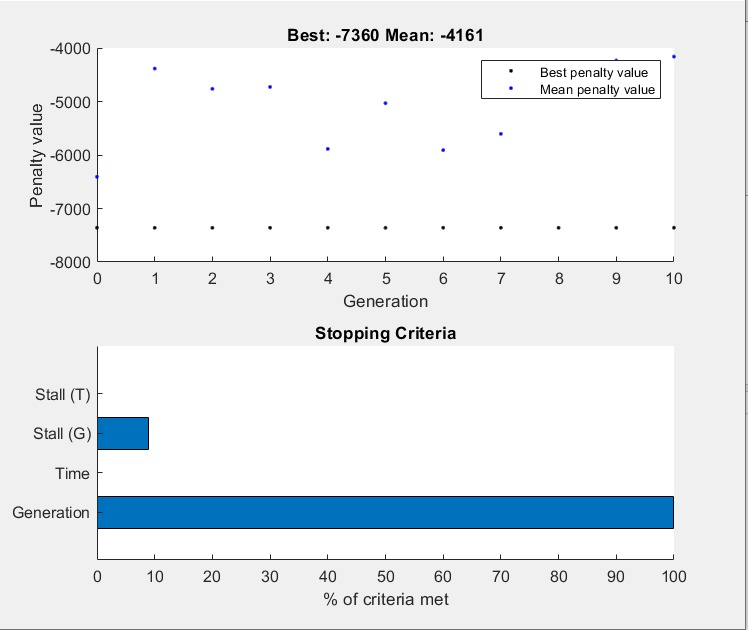 Best: -7360 Mean: -4161
-4000
-5000
-6000
-7000
-8000
Penalty value
Best penalty value
Mean penalty value
0 1 2 3 4 5 6 7 8 9 10
Generation
Stopping Criteria
Stall (T)
Stall (G)
Time
Generation
0 10 20 30 40 50 60 70 80 90 100
% of criteria met